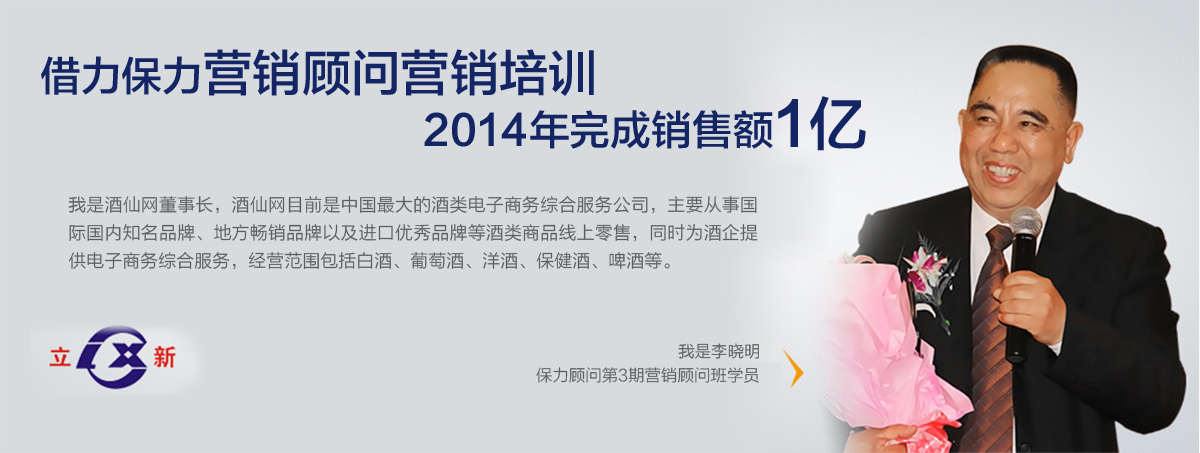 借力保力营销顾问营销培训
2014年完成销售额1亿
我是酒仙网董事长，酒仙网目前是中国最大的酒类电子商务综合服务公司，主要从事国
际国内知名品牌、地方畅销品牌以及进口优秀品牌等酒类商品线上零售，同时为酒企提
供电子商务综合服务，经营范围包括白酒、葡萄酒、洋酒、保健酒、啤酒等。
立 LX 新
我是李晓明
保力顾问第3期营销顾问班学员